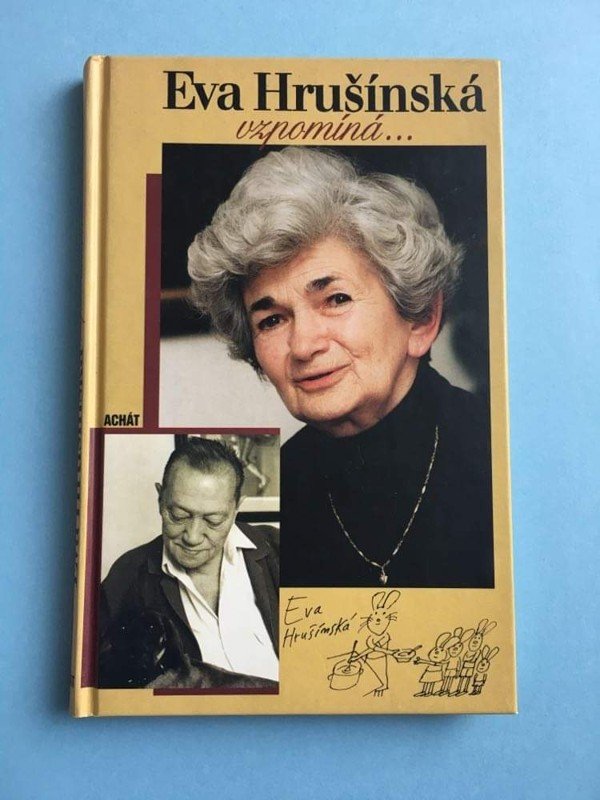 Eva Hrušínská
vzpomíná...
ACHÁT
Eva
Hrušínská